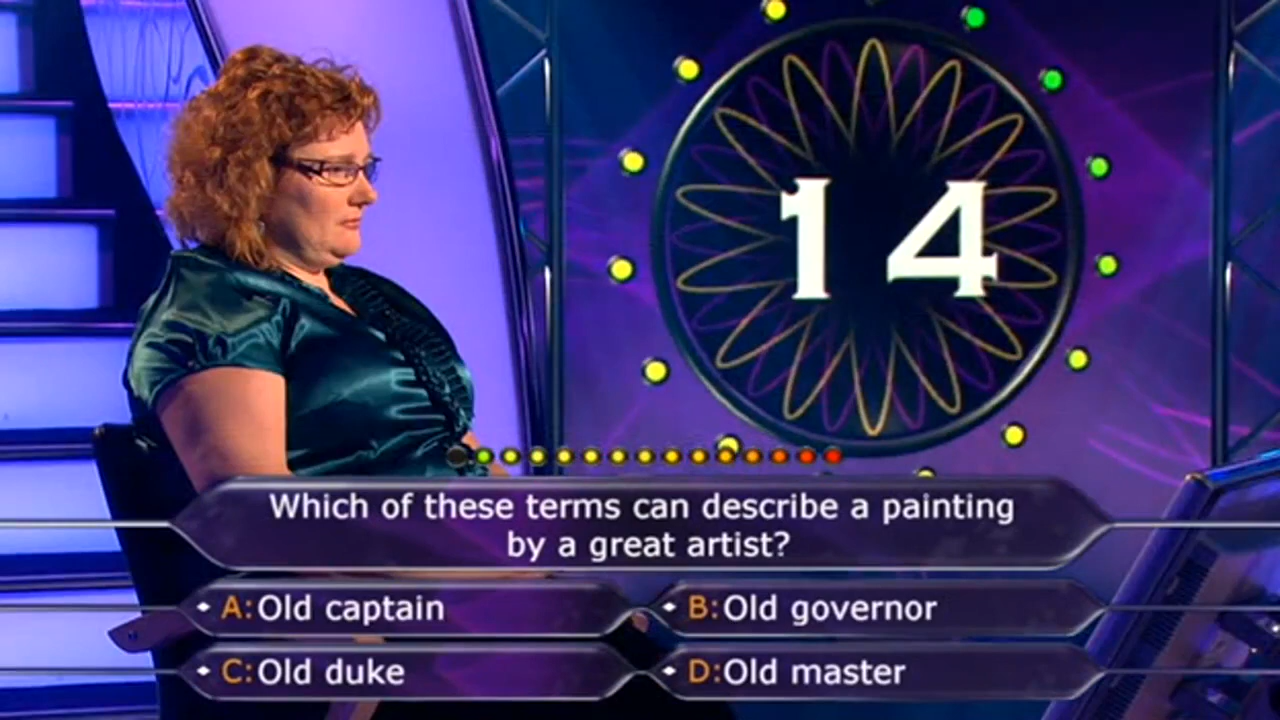 14
Which of these terms can describe a painting
by a great artist?
A: Old captain
B: Old governor
C: Old duke
D: Old master